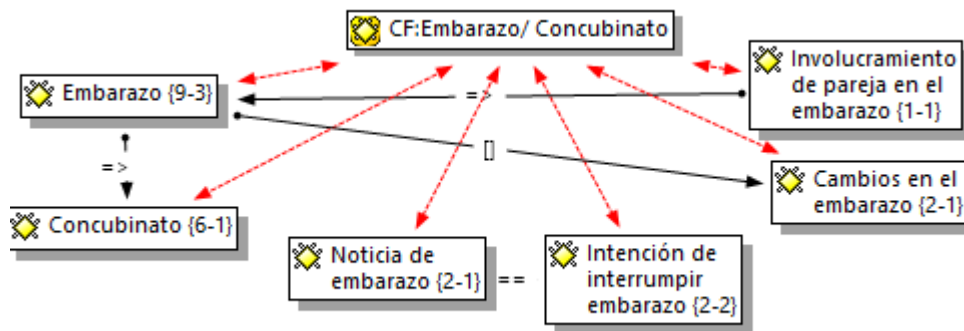 CF:Embarazo/ Concubinato
Embarazo {9-3}
=>
Involucramiento
de pareja en el
embarazo {1-1}
=>
[]
Concubinato {6-1}
Cambios en el
embarazo {2-1}
Noticia de
embarazo {2-1}
==
Intención de
interrumpir
embarazo {2-2}